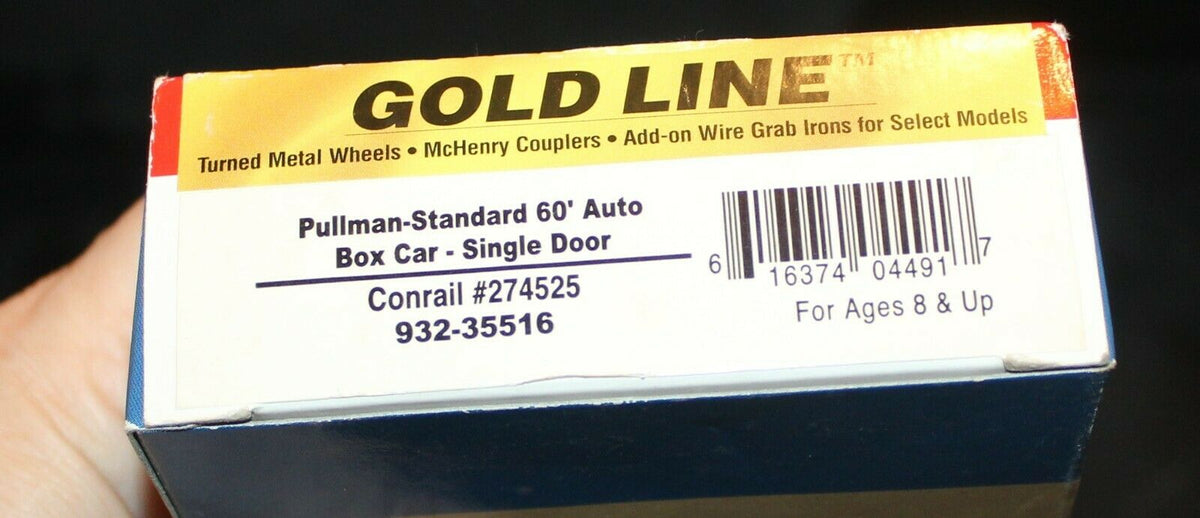 GOLD LINE™
Turned Metal Wheels • McHenry Couplers • Add-on Wire Grab Irons for Select Models
Pullman-Standard 60' Auto
Box Car - Single Door
Conrail #274525
932-35516
6 16374 04491 7
For Ages 8 & Up